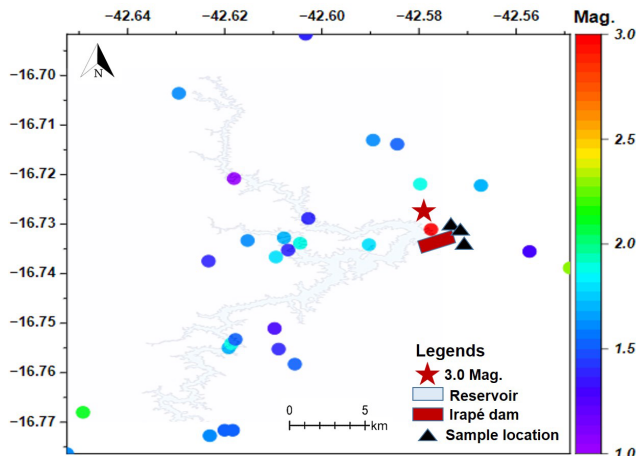 −42.64 −42.62 −42.60 −42.58 −42.56 Mag.
−16.70
−16.71
−16.72
−16.73
−16.74
−16.75
−16.76
−16.77
N
3.0
2.5
2.0
1.5
1.0
Legends
3.0 Mag.
Reservoir
Irapé dam
Sample location
0 5
km